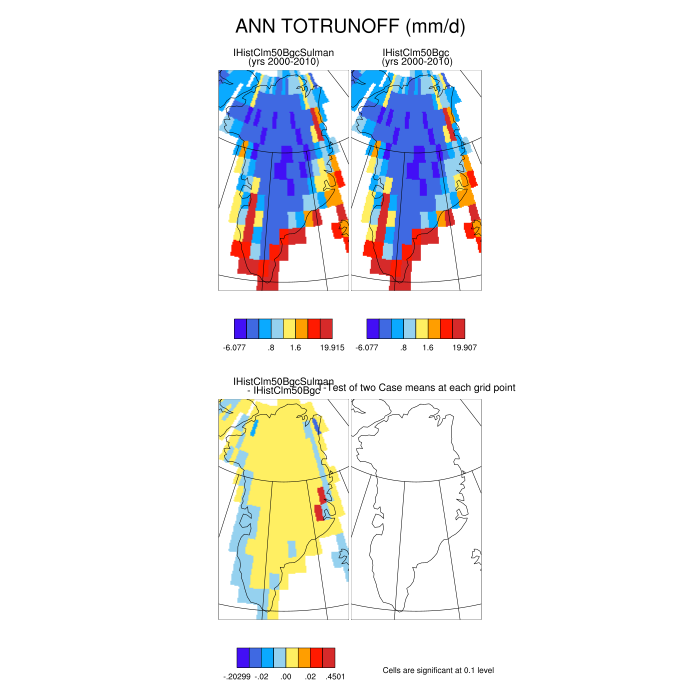 ANN TOTRUNOFF (mm/d)
IHistClm50BgcSulman
(yrs 2000-2010)
IHistClm50Bgc
(yrs 2000-2010)
-6.077 .8 1.6 19.915
-6.077 .8 1.6 19.907
IHistClm50BgcSulman
- IHistClm50Bgc
T-Test of two Case means at each grid point
-.20299 -.02 .00 .02 .4501
Cells are significant at 0.1 level